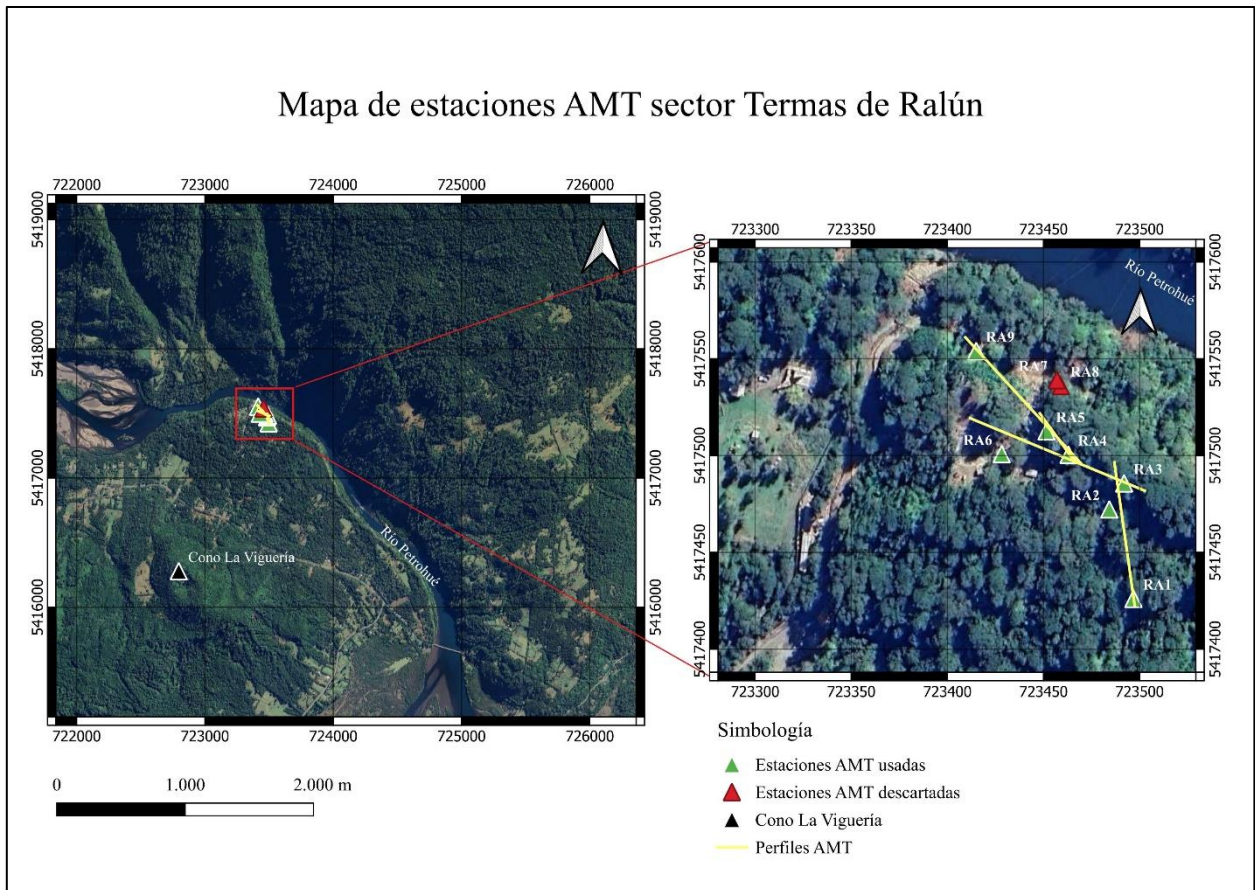 Mapa de estaciones AMT sector Termas de Ralún
722000 723000 724000 725000 726000
5419000
5418000
5417000
5416000
5419000
5418000
5417000
5416000
Cono La Viguería
Río Petrohué
722000 723000 724000 725000 726000
0 1.000 2.000 m
723300 723350 723400 723450 723500
5417600
5417550
5417500
5417450
5417400
5417600
5417550
5417500
5417450
5417400
Río Petrohué
RA9
RA7
RA8
RA5
RA4
RA6
RA3
RA2
RA1
723300 723350 723400 723450 723500
Simbología
Estaciones AMT usadas
Estaciones AMT descartadas
Cono La Viguería
Perfiles AMT